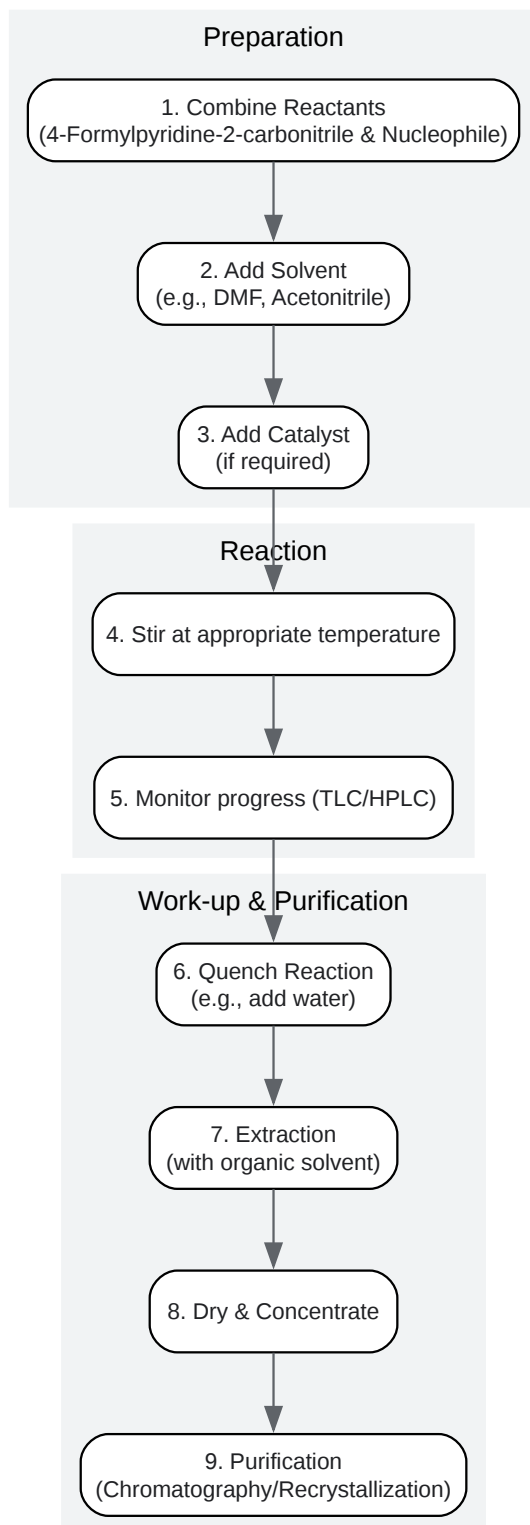 Preparation
1. Combine Reactants
(4-Formylpyridine-2-carbonitrile & Nucleophile)
2. Add Solvent
(e.g., DMF, Acetonitrile)
3. Add Catalyst
(if required)
Reaction
4. Stir at appropriate temperature
5. Monitor progress (TLC/HPLC)
Work-up & Purification
6. Quench Reaction
(e.g., add water)
7. Extraction
(with organic solvent)
8. Dry & Concentrate
9. Purification
(Chromatography/Recrystallization)